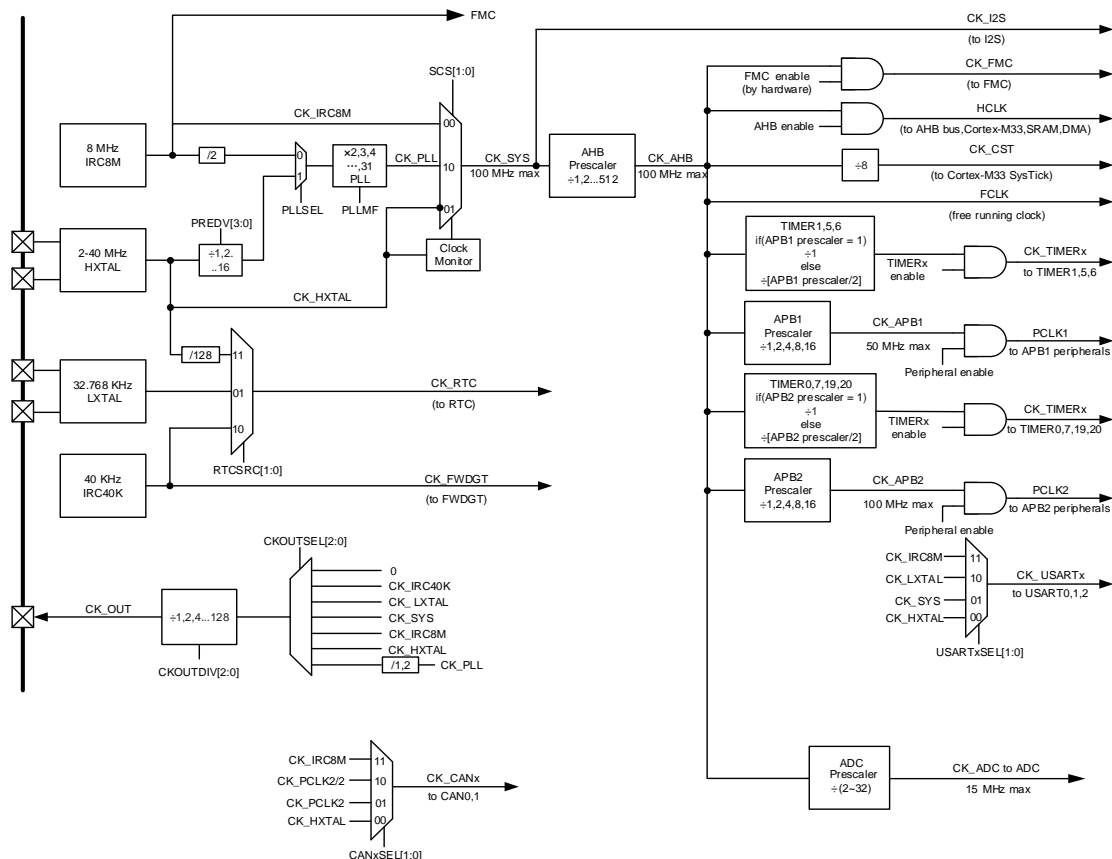 FMC
CK_I2S
(to I2S)
SCS[1:0]
FMC enable
(by hardware)
CK_FMC
(to FMC)
CK_IRC8M
00
AHB enable
HCLK
(to AHB bus,Cortex-M33,SRAM,DMA)
8 MHz
IRC8M
/2
0
1
PLLSEL
×2,3,4
…,31
PLL
PLLMF
CK_PLL
10
01
CK_SYS
100 MHz max
AHB
Prescaler
÷1,2...512
CK_AHB
100 MHz max
÷8
CK_CST
(to Cortex-M33 SysTick)
FCLK
(free running clock)
PREDV[3:0]
2-40 MHz
HXTAL
÷1,2.
..16
Clock
Monitor
CK_HXTAL
TIMER1,5,6
if(APB1 prescaler = 1)
÷1
else
÷[APB1 prescaler/2]
TIMERx
enable
CK_TIMERx
to TIMER1,5,6
/128
11
01
10
RTCSRC[1:0]
APB1
Prescaler
÷1,2,4,8,16
CK_APB1
50 MHz max
Peripheral enable
PCLK1
to APB1 peripherals
32.768 KHz
LXTAL
CK_RTC
(to RTC)
TIMER0,7,19,20
if(APB2 prescaler = 1)
÷1
else
÷[APB2 prescaler/2]
TIMERx
enable
CK_TIMERx
to TIMER0,7,19,20
40 KHz
IRC40K
CK_FWDGT
(to FWDGT)
APB2
Prescaler
÷1,2,4,8,16
CK_APB2
100 MHz max
Peripheral enable
PCLK2
to APB2 peripherals
CKOUTSEL[2:0]
0
CK_IRC40K
CK_ LXTAL
CK_SYS
CK_IRC8M
CK_HXTAL
/1,2
CK_PLL
CK_OUT
÷1,2,4...128
CKOUTDIV[2:0]
CK_IRC8M
11
CK_LXTAL
10
CK_SYS
01
CK_HXTAL
00
CK_USARTx
to USART0,1,2
USARTxSEL[1:0]
CK_IRC8M
11
CK_PCLK2/2
10
CK_PCLK2
01
CK_HXTAL
00
CK_CANx
to CAN0,1
CANxSEL[1:0]
ADC
Prescaler
÷(2~32)
CK_ADC to ADC
15 MHz max